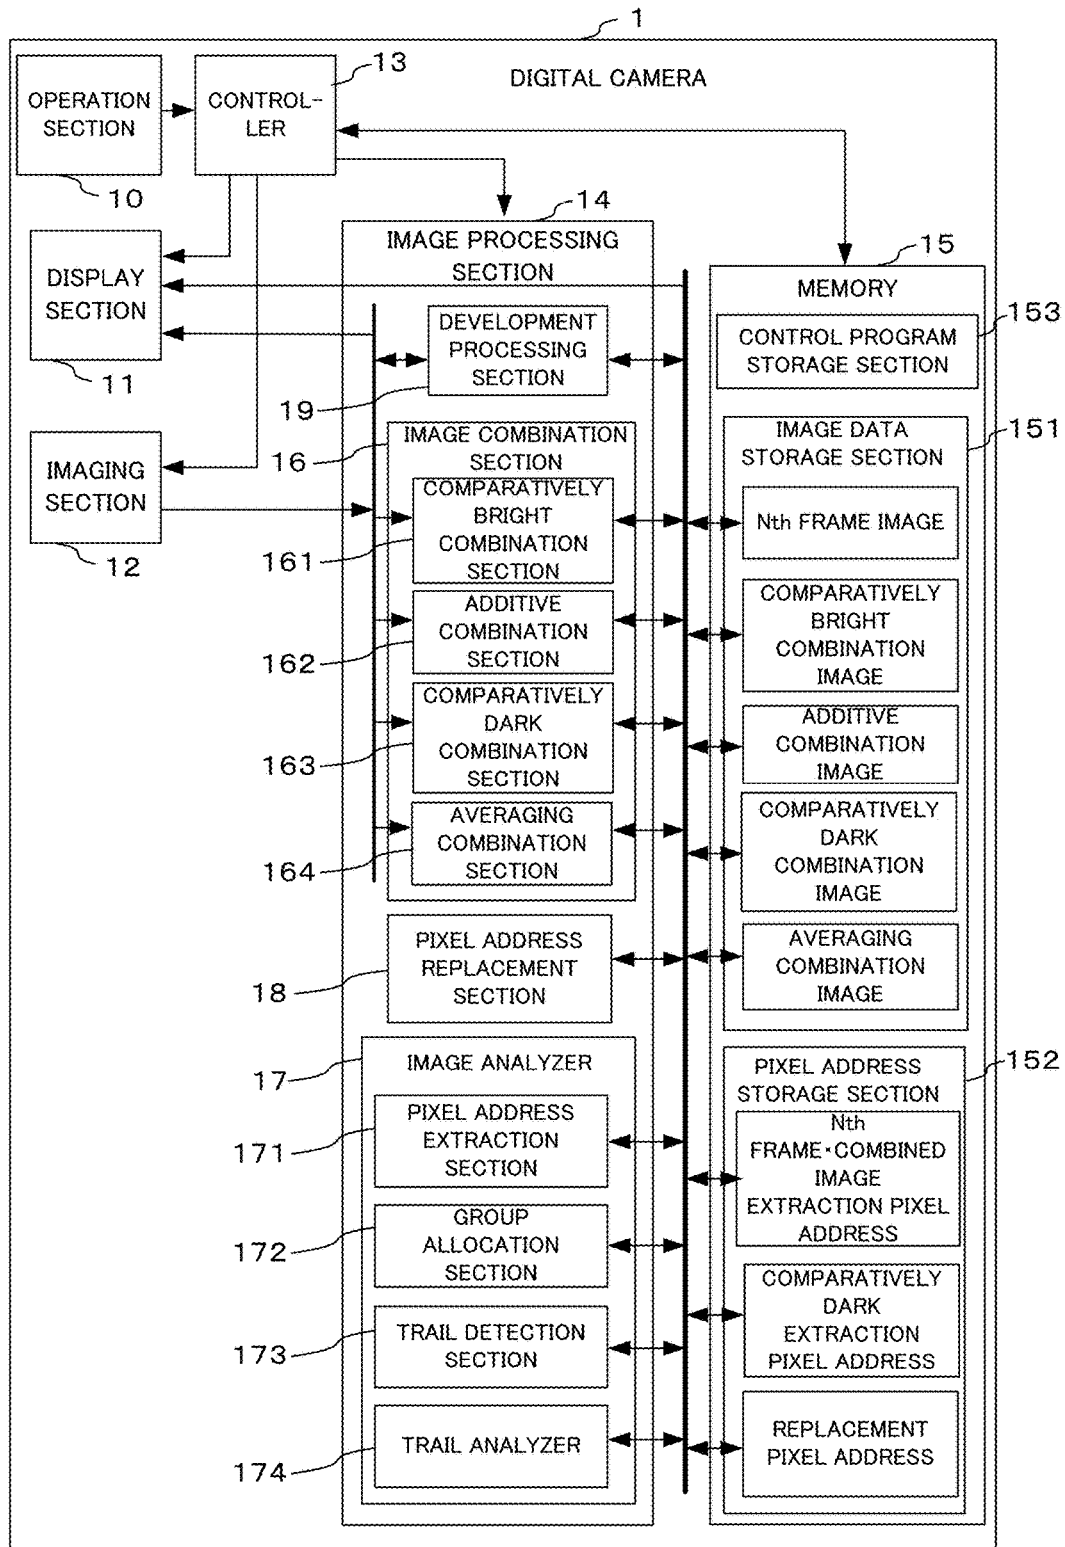 1
DIGITAL CAMERA
13
OPERATION
SECTION
CONTROL-
LER
10
14
IMAGE PROCESSING
SECTION
DISPLAY
SECTION
11
DEVELOPMENT
PROCESSING
SECTION
19
IMAGING
SECTION
12
16
IMAGE COMBINATION
SECTION
COMPARATIVELY
BRIGHT
COMBINATION
SECTION
161
ADDITIVE
COMBINATION
SECTION
162
COMPARATIVELY
DARK
COMBINATION
SECTION
163
AVERAGING
COMBINATION
SECTION
164
PIXEL ADDRESS
REPLACEMENT
SECTION
18
17
IMAGE ANALYZER
PIXEL ADDRESS
EXTRACTION
SECTION
171
GROUP
ALLOCATION
SECTION
172
TRAIL DETECTION
SECTION
173
TRAIL ANALYZER
174
15
MEMORY
153
CONTROL PROGRAM
STORAGE SECTION
IMAGE DATA
STORAGE SECTION
151
Nth FRAME IMAGE
COMPARATIVELY
BRIGHT
COMBINATION
IMAGE
ADDITIVE
COMBINATION
IMAGE
COMPARATIVELY
DARK
COMBINATION
IMAGE
AVERAGING
COMBINATION
IMAGE
PIXEL ADDRESS
STORAGE SECTION
152
Nth
FRAME・COMBINED
IMAGE
EXTRACTION PIXEL
ADDRESS
COMPARATIVELY
DARK
EXTRACTION
PIXEL ADDRESS
REPLACEMENT
PIXEL ADDRESS